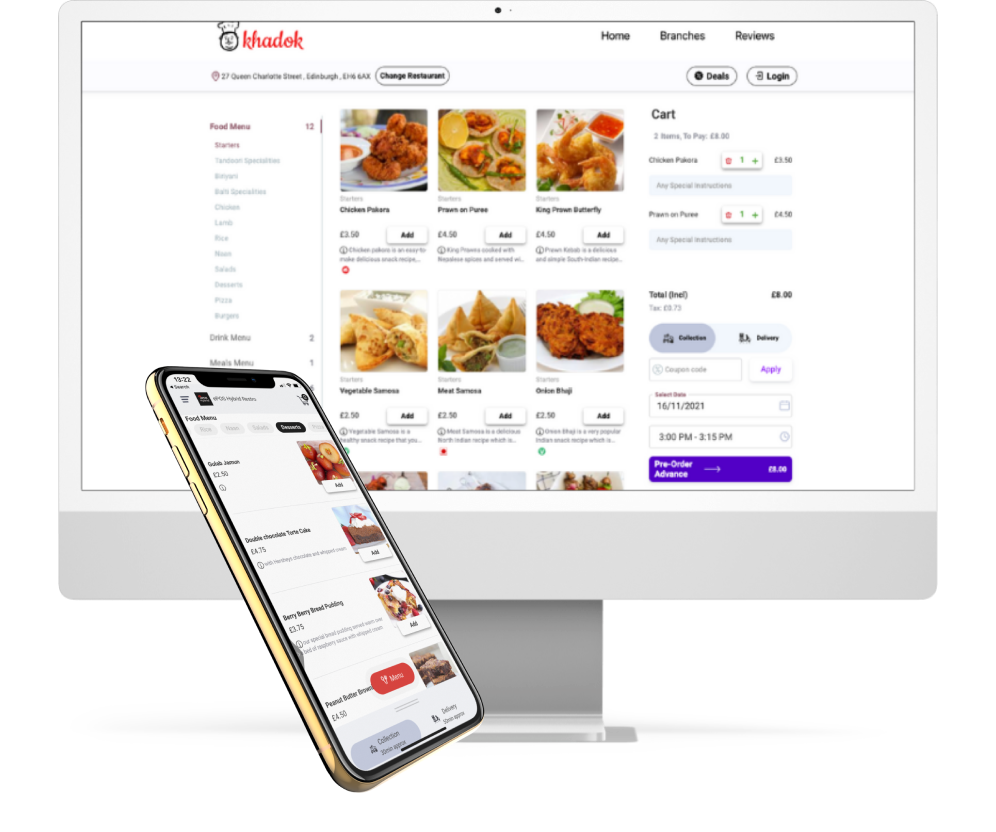 khadok
Home
Branches
Reviews
27 Queen Charlotte Street , Edinburgh , EH6 6AX
Change Restaurant
Deals
Login
Food Menu 12
Starters
Tandoori Specialities
Biryani
Balti Specialities
Chicken
Lamb
Rice
Naan
Salads
Desserts
Pizza
Burgers
Drink Menu 2
Meals Menu 1
Starters
Chicken Pakora
£3.50 Add
Chicken pakora is an easy to
make delicious snack recipe,..
Starters
Prawn on Puree
£4.50 Add
King Prawns cooked with
Nepalese spices and served wi..
Starters
King Prawn Butterfly
£4.50 Add
Prawn Kebab is a delicious
and simple South-Indian recipe..
Starters
Vegetable Samosa
£2.50 Add
Vegetable Samosa is a
healthy snack recipe that you...
Starters
Meat Samosa
£2.50 Add
Meat Samosa is a delicious
North Indian recipe which is..
Starters
Onion Bhaji
£2.50 Add
Onion Bhaji is a very popular
Indian snack recipe which is..
Cart
2 Items, To Pay: £8.00
Chicken Pakora 1 + £3.50
Any Special Instructions
Prawn on Puree 1 + £4.50
Any Special Instructions
Total (Incl) £8.00
Tax: £0.73
Collection
Delivery
Coupon code
Apply
Select Date
16/11/2021
3:00 PM - 3:15 PM
Pre-Order
Advance
£8.00
13:22
Search
ePOS Hybrid Restro
Food Menu
Rice
Naan
Salads
Desserts
Pizza
Gulab Jamon
£2.50
Add
Double chocolate Torte Cake
£4.75
with Hersheys chocolate and whipped cream
Add
Berry Berry Bread Pudding
£3.75
our special bread pudding served warm over
bed of raspberry sauce with whipped cream
Add
Peanut Butter Brown
£4.50
Menu
Collection
30min approx
Delivery
50min approx